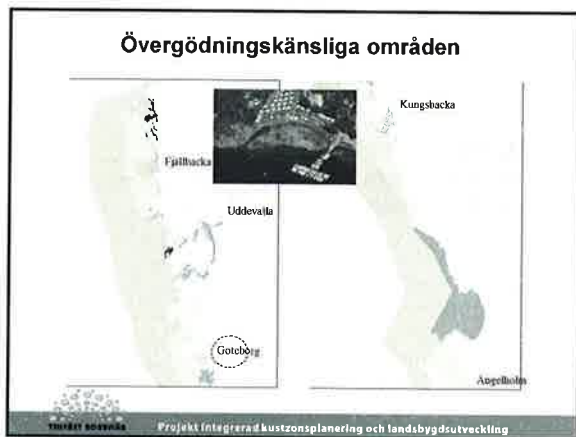 Övergödningskänsliga områden
Kungsbacka
Fjällbacka
Uddevalla
Göteborg
Ängelholm
Projekt Integrerad kustzonsplanering och landsbygdsutveckling